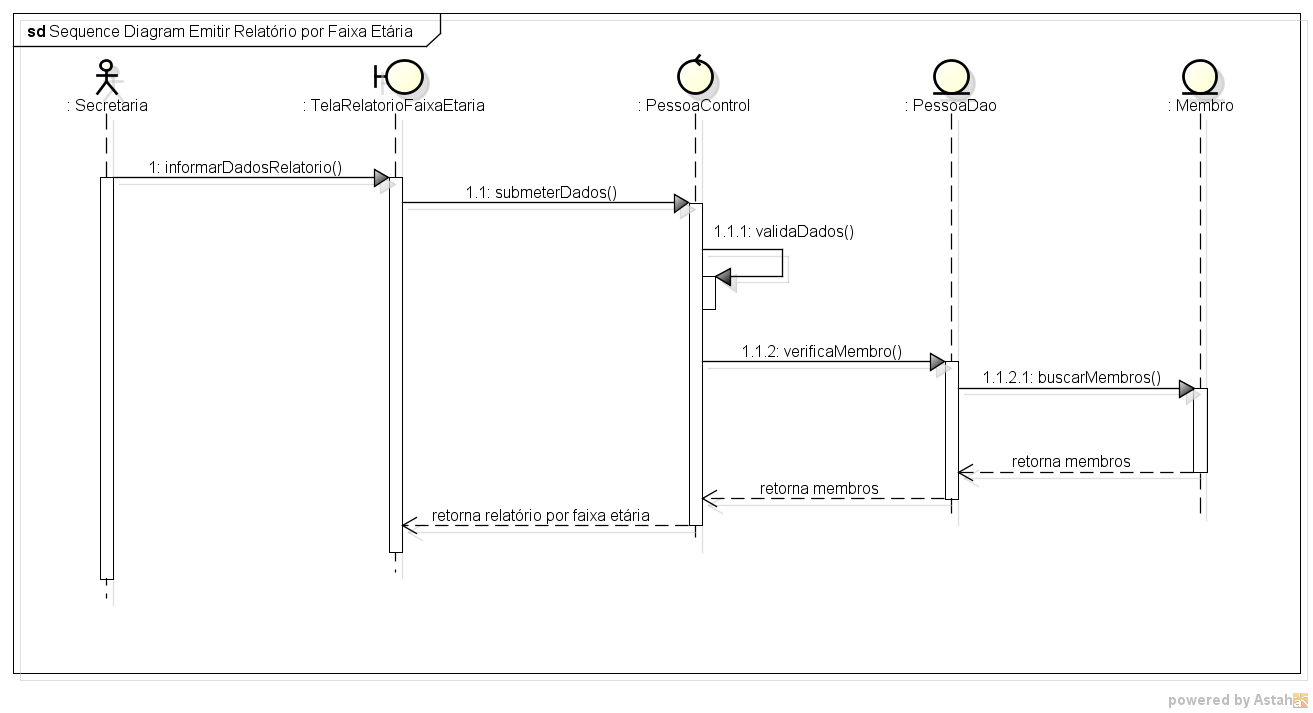 sd Sequence Diagram Emitir Relatório por Faixa Etária
: Secretaria
: TelaRelatorioFaixaEtaria
: PessoaControl
: PessoaDao
: Membro
1: informarDadosRelatorio()
1.1: submeterDados()
1.1.1: validaDados()
1.1.2: verificaMembro()
1.1.2.1: buscarMembros()
retorna membros
retorna membros
retorna relatório por faixa etária
powered by Astah